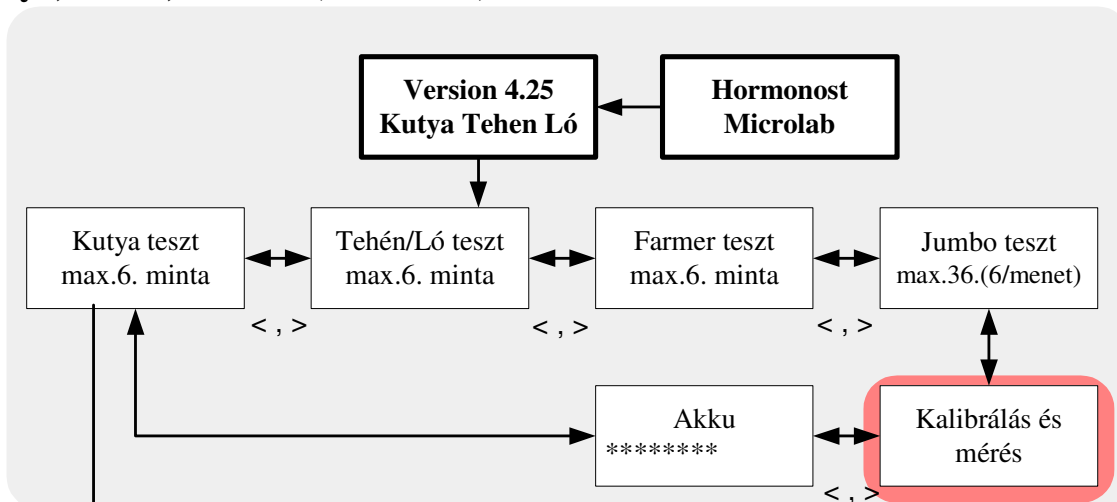 Version 4.25
Kutya Tehen Ló
Hormonost
Microlab
Kutya teszt
max.6. minta
Tehén/Ló teszt
max.6. minta
Farmer teszt
max.6. minta
Jumbo teszt
max.36.(6/menet)
< , >
< , >
< , >
Akku
********
Kalibrálás és
mérés
< , >